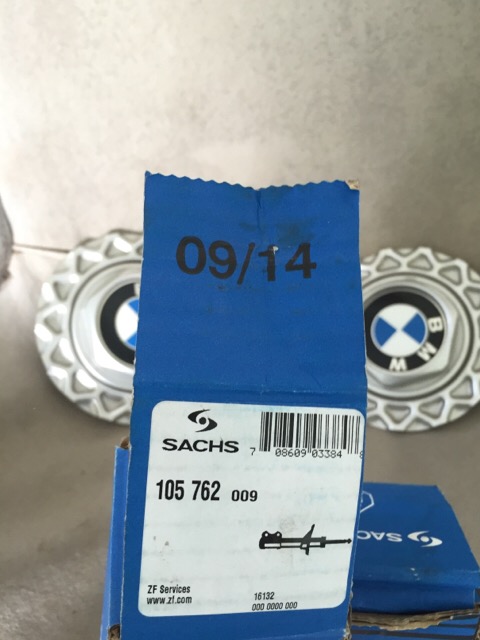 09/14
SACHS
7 08609 03384 8
105 762 009
ZF Services
www.zf.com
16132
000 0000 000
BMW
SACHS